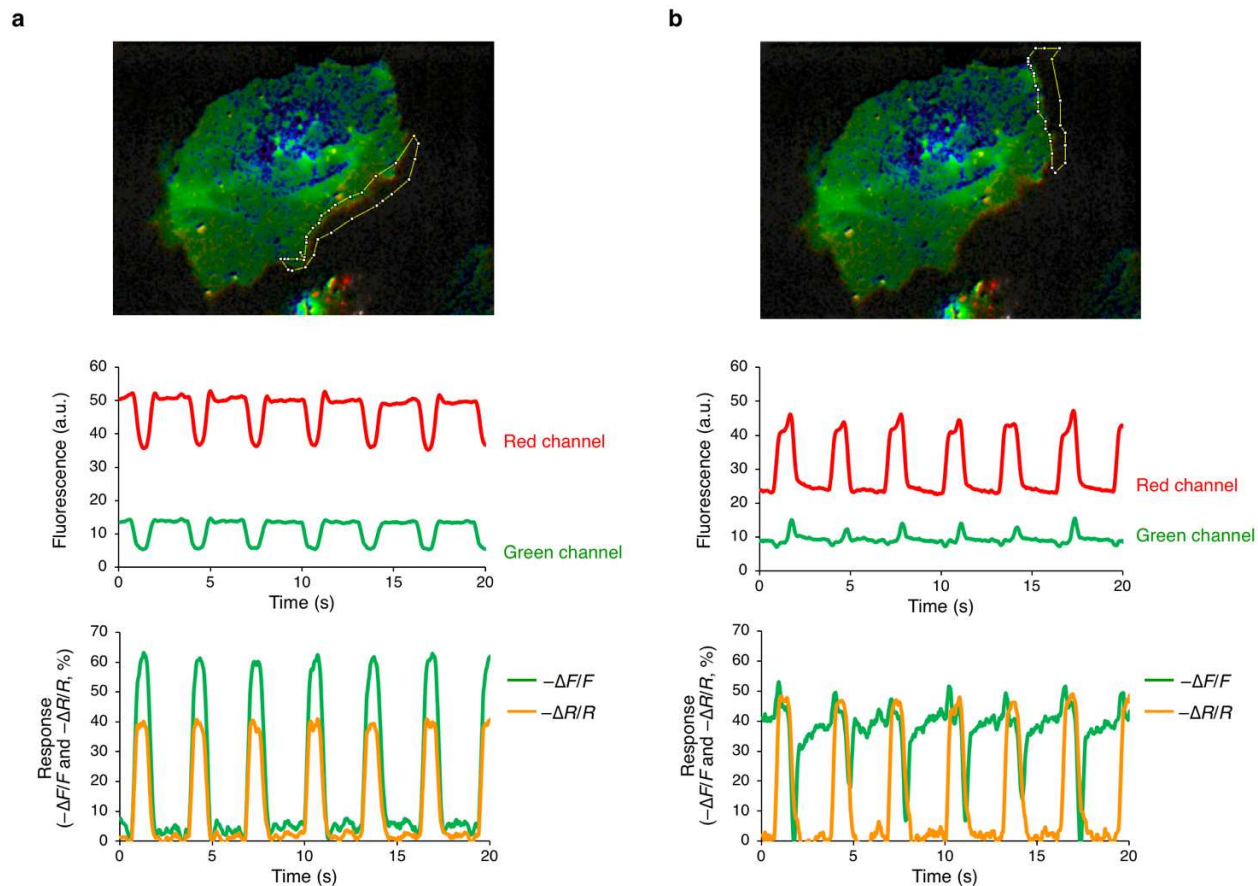 a
60
50
40
30
20
10
0
Fluorescence (a.u.)
Red channel
Green channel
0 5 10 15 20
Time (s)
70
60
50
40
30
20
10
0
Response
(−ΔF/F and −ΔR/R, %)
−ΔF/F
−ΔR/R
0 5 10 15 20
Time (s)
b
60
50
40
30
20
10
0
Fluorescence (a.u.)
Red channel
Green channel
0 5 10 15 20
Time (s)
70
60
50
40
30
20
10
0
Response
(−ΔF/F and −ΔR/R, %)
−ΔF/F
−ΔR/R
0 5 10 15 20
Time (s)